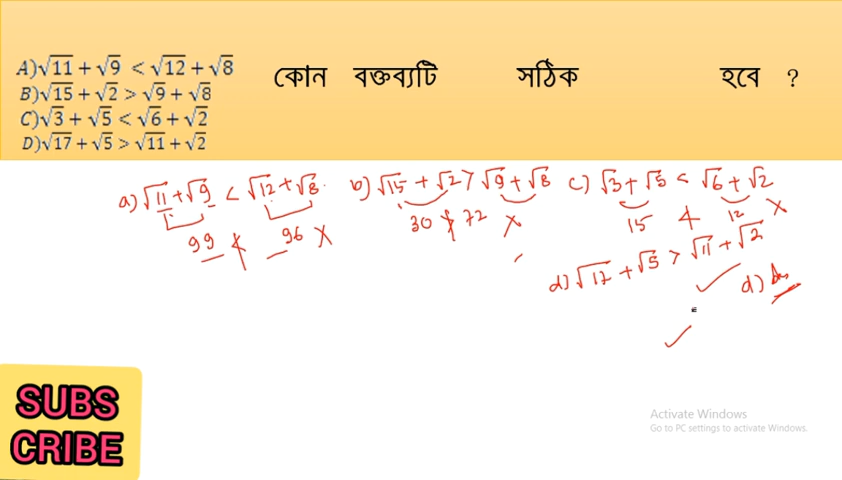 A)√11 + √9 < √12 + √8
B)√15 + √2 > √9 + √8
C)√3 + √5 < √6 + √2
D)√17 + √5 > √11 + √2
কোন বক্তব্যটি সঠিক হবে ?
a) √11 + √9 < √12 + √8
99 ≮ 96 X
b) √15 + √2 > √9 + √8
30 ≯ 72 X
c) √3 + √5 < √6 + √2
15 ≮ 12 X
d) √17 + √5 > √11 + √2 ✓
d) Ans
✓
SUBS
CRIBE
Activate Windows
Go to PC settings to activate Windows.